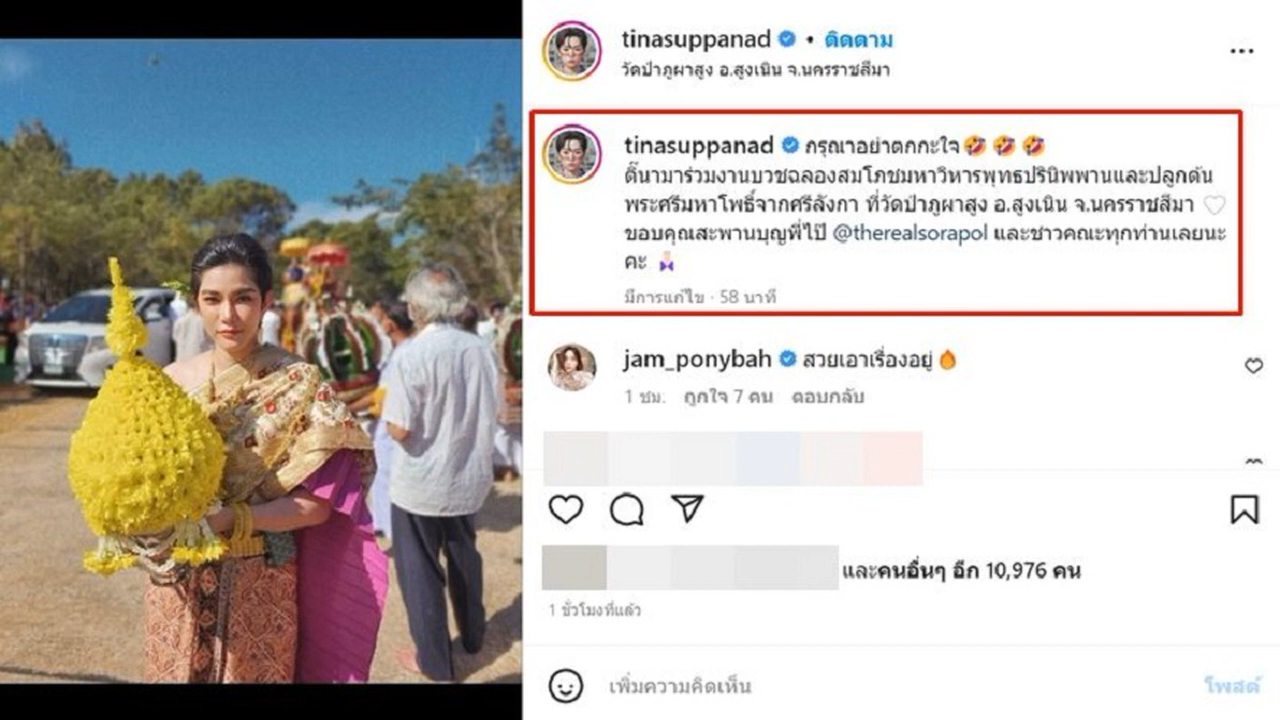 tinasuppanad • ติดตาม
วัดป่าภูผาสูง อ.สูงเนิน จ.นครราชสีมา
tinasuppanad กรุณาอย่าตกกะใจ🤣🤣🤣
ติ๊นามาร่วมงานบวชฉลองสมโภชมหาวิหารพุทธปรินิพพานและปลูกต้น
พระศรีมหาโพธิ์จากศรีลังกา ที่วัดป่าภูผาสูง อ.สูงเนิน จ.นครราชสีมา 🤍
ขอบคุณสะพานบุญพี่ไป๊ @therealsorapol และชาวคณะทุกท่านเลยนะ
คะ
มีการแก้ไข · 58 นาที
jam_ponybah สวยเอาเรื่องอยู่🔥
1 ชม. ถูกใจ 7 คน ตอบกลับ
และคนอื่นๆ อีก 10,976 คน
1 ชั่วโมงที่แล้ว
เพิ่มความคิดเห็น โพสต์